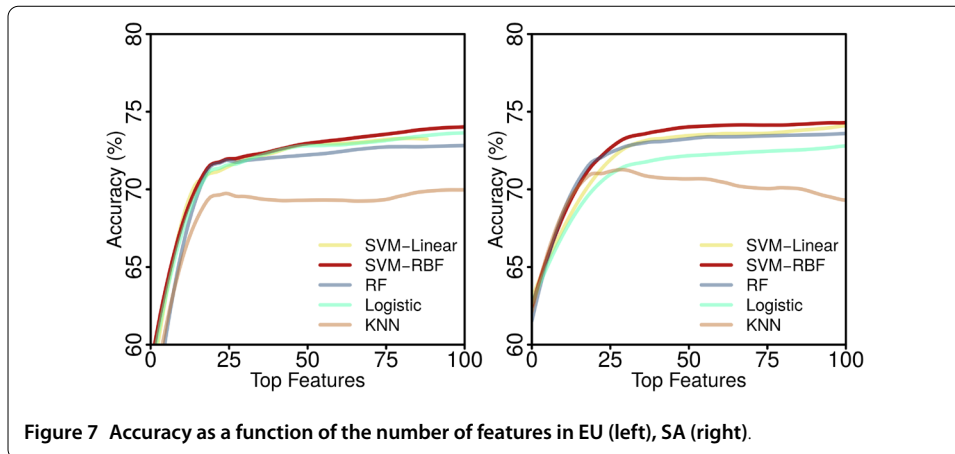 80
75
70
65
60
Accuracy (%)
SVM−Linear
SVM−RBF
RF
Logistic
KNN
0 25 50 75 100
Top Features
80
75
70
65
60
Accuracy (%)
SVM−Linear
SVM−RBF
RF
Logistic
KNN
0 25 50 75 100
Top Features
Figure 7 Accuracy as a function of the number of features in EU (left), SA (right).